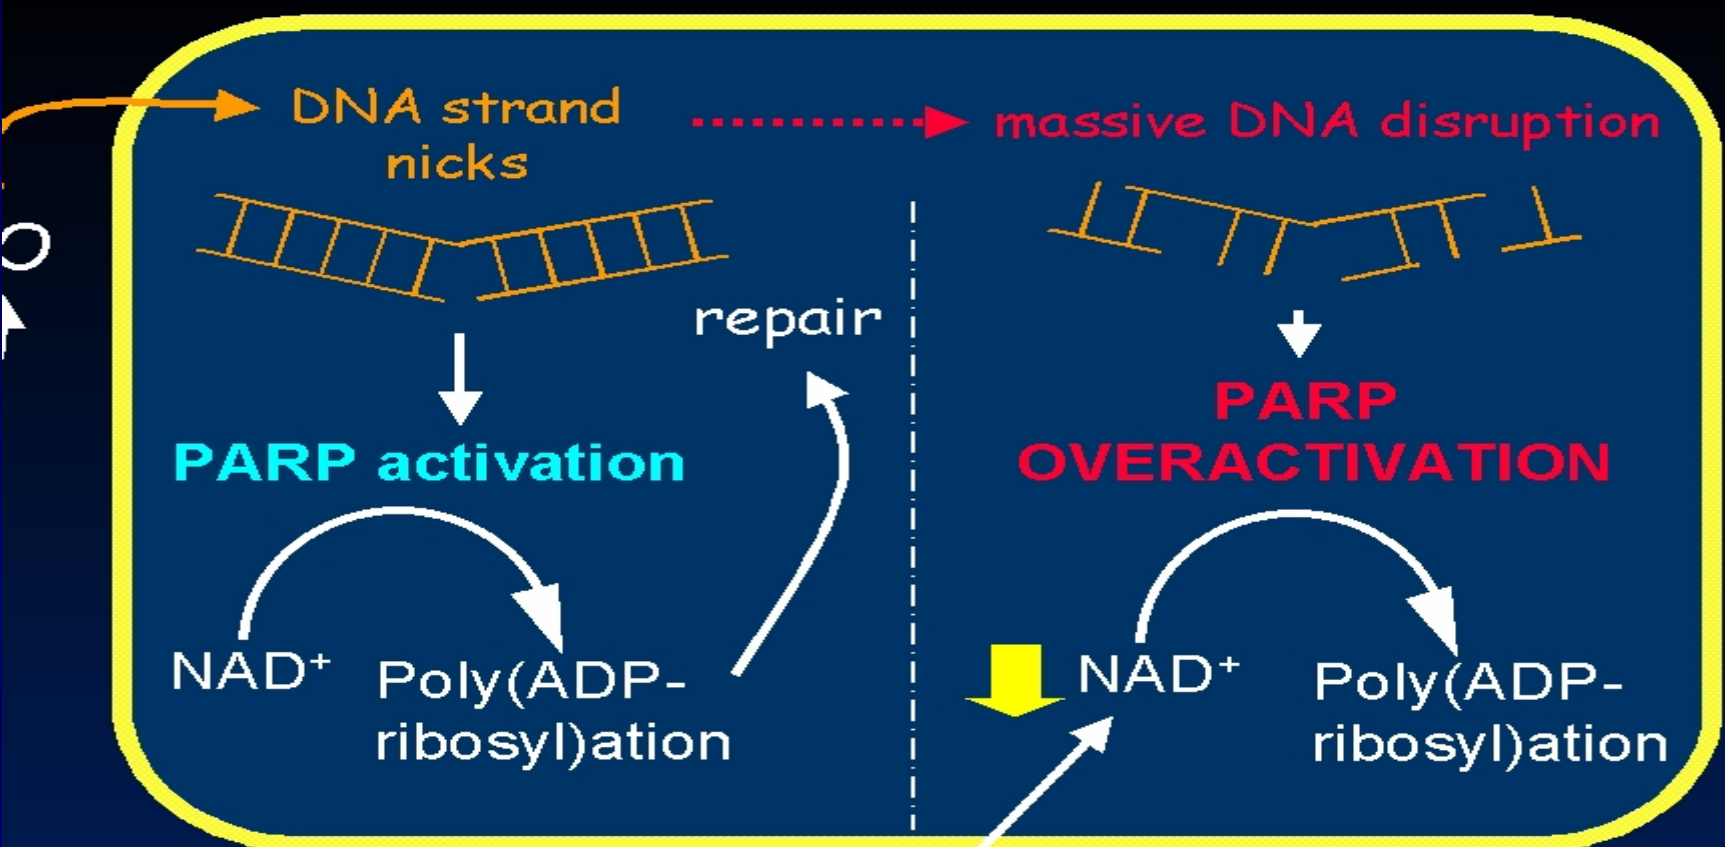 DNA strand
nicks
massive DNA disruption
O
repair
PARP activation
PARP
OVERACTIVATION
NAD⁺
Poly(ADP-
ribosyl)ation
NAD⁺
Poly(ADP-
ribosyl)ation